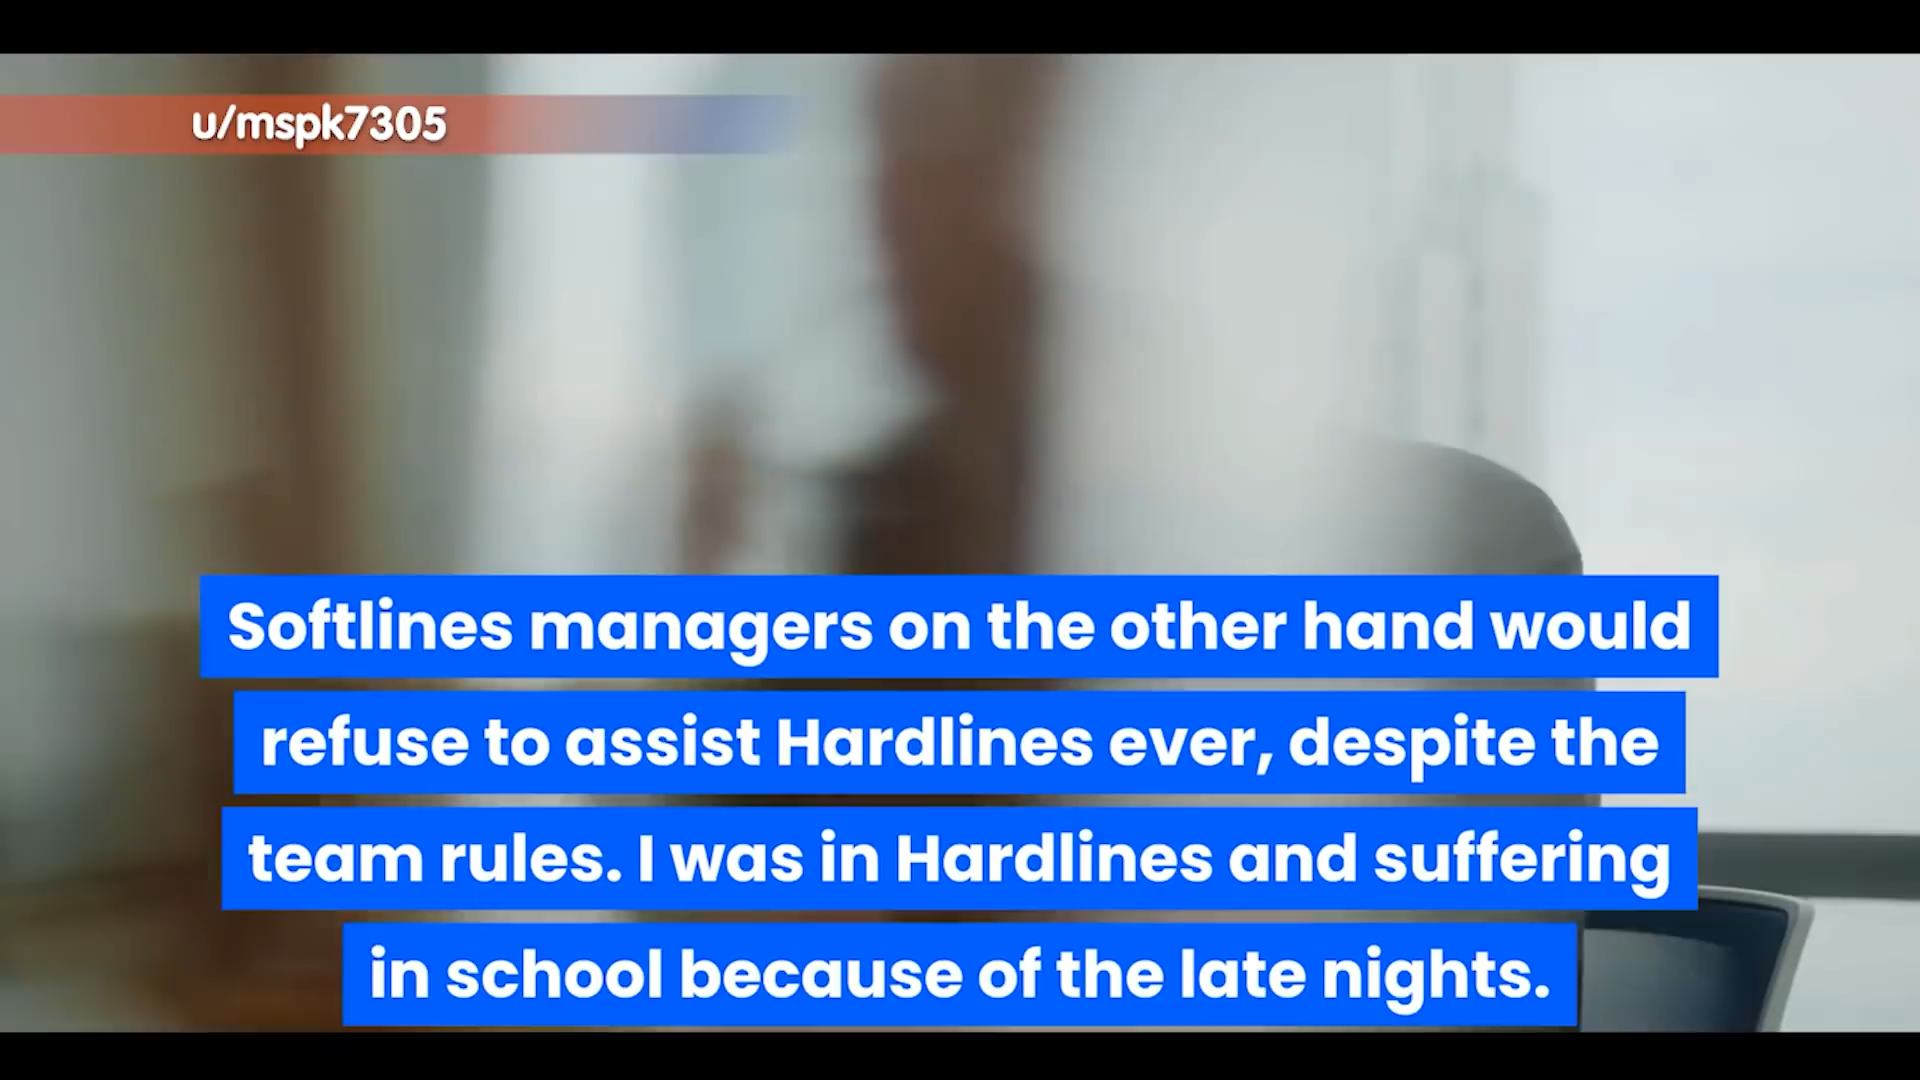 u/mspk7305
Softlines managers on the other hand would
refuse to assist Hardlines ever, despite the
team rules. I was in Hardlines and suffering
in school because of the late nights.